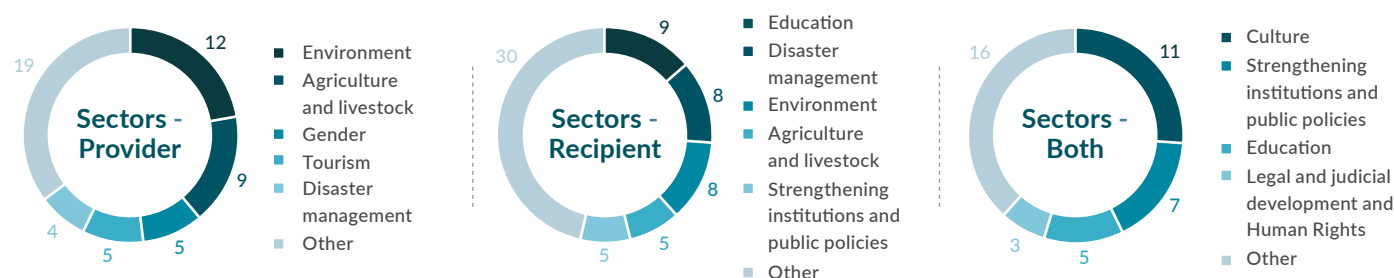 12
19
Sectors -
Provider
9
4
5
5
Environment
Agriculture
and livestock
Gender
Tourism
Disaster
management
Other
9
30
8
Sectors -
Recipient
8
5
5
Education
Disaster
management
Environment
Agriculture
and livestock
Strengthening
institutions and
public policies
Other
16
11
Sectors -
Both
7
3
5
Culture
Strengthening
institutions and
public policies
Education
Legal and judicial
development and
Human Rights
Other